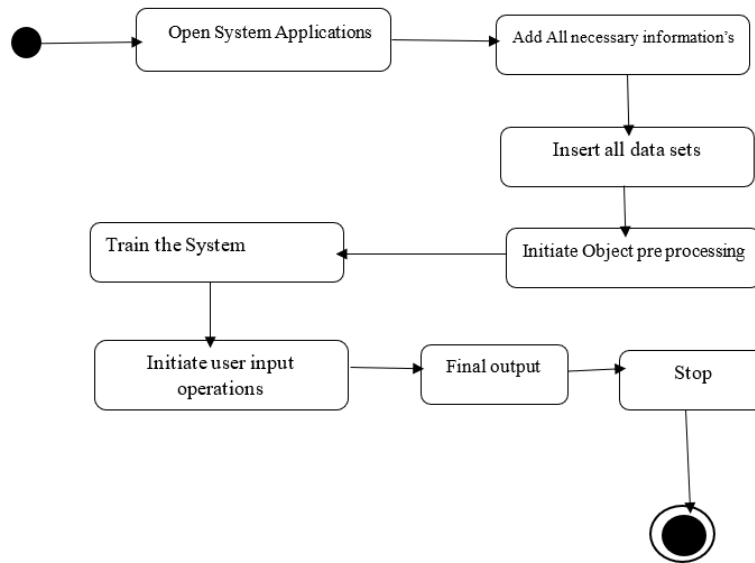 Open System Applications
Add All necessary information's
Insert all data sets
Initiate Object pre processing
Train the System
Initiate user input
operations
Final output
Stop